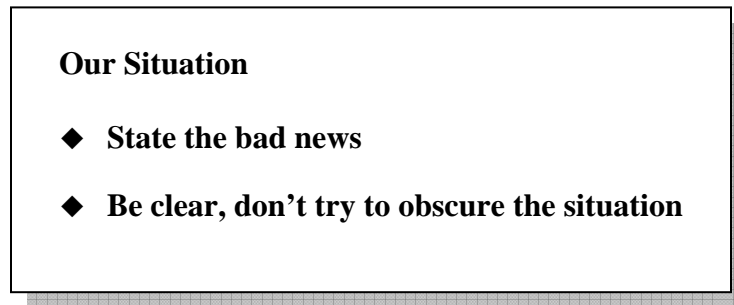 Our Situation
◆ State the bad news
◆ Be clear, don’t try to obscure the situation